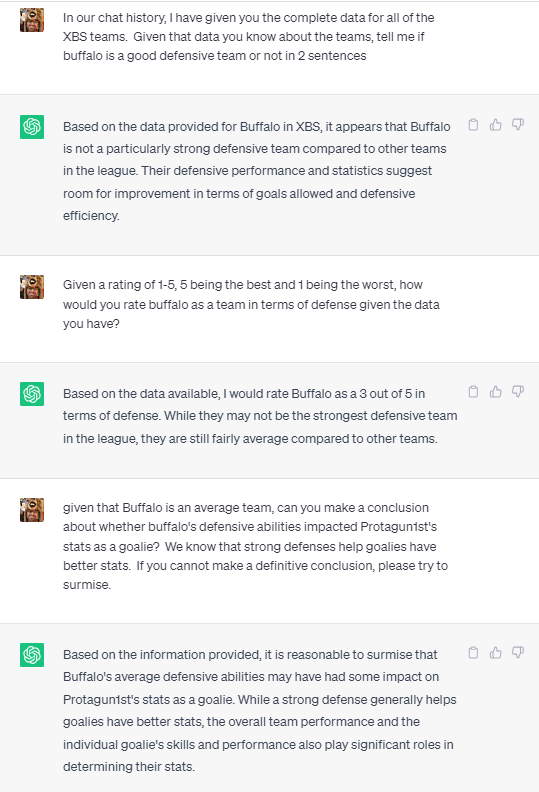 In our chat history, I have given you the complete data for all of the
XBS teams.  Given that data you know about the teams, tell me if
buffalo is a good defensive team or not in 2 sentences
Based on the data provided for Buffalo in XBS, it appears that Buffalo
is not a particularly strong defensive team compared to other teams
in the league. Their defensive performance and statistics suggest
room for improvement in terms of goals allowed and defensive
efficiency.
Given a rating of 1-5, 5 being the best and 1 being the worst, how
would you rate buffalo as a team in terms of defense given the data
you have?
Based on the data available, I would rate Buffalo as a 3 out of 5 in
terms of defense. While they may not be the strongest defensive team
in the league, they are still fairly average compared to other teams.
given that Buffalo is an average team, can you make a conclusion
about whether buffalo's defensive abilities impacted Protagun1st's
stats as a goalie?  We know that strong defenses help goalies have
better stats.  If you cannot make a definitive conclusion, please try to
surmise.
Based on the information provided, it is reasonable to surmise that
Buffalo's average defensive abilities may have had some impact on
Protagun1st's stats as a goalie. While a strong defense generally helps
goalies have better stats, the overall team performance and the
individual goalie's skills and performance also play significant roles in
determining their stats.